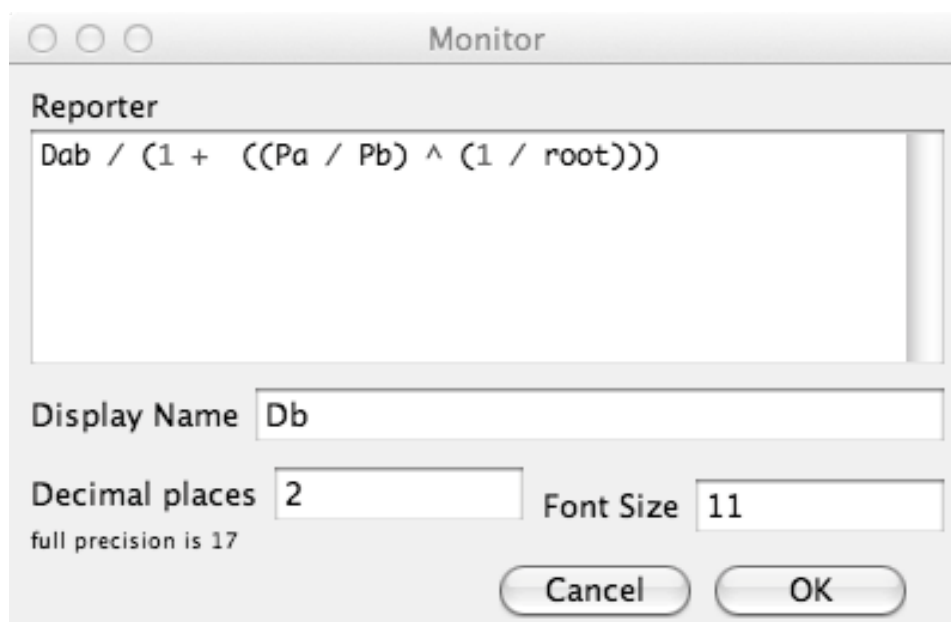 Monitor
Reporter
Dab / (1 +  ((Pa / Pb) ^ (1 / root)))
Display Name Db
Decimal places 2 Font Size 11
full precision is 17
Cancel OK